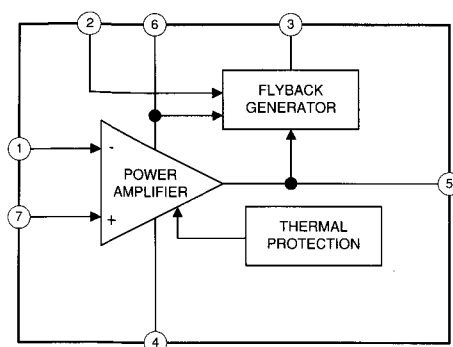 2
6
3
FLYBACK
GENERATOR
1
-
POWER
AMPLIFIER
5
7
+
THERMAL
PROTECTION
4